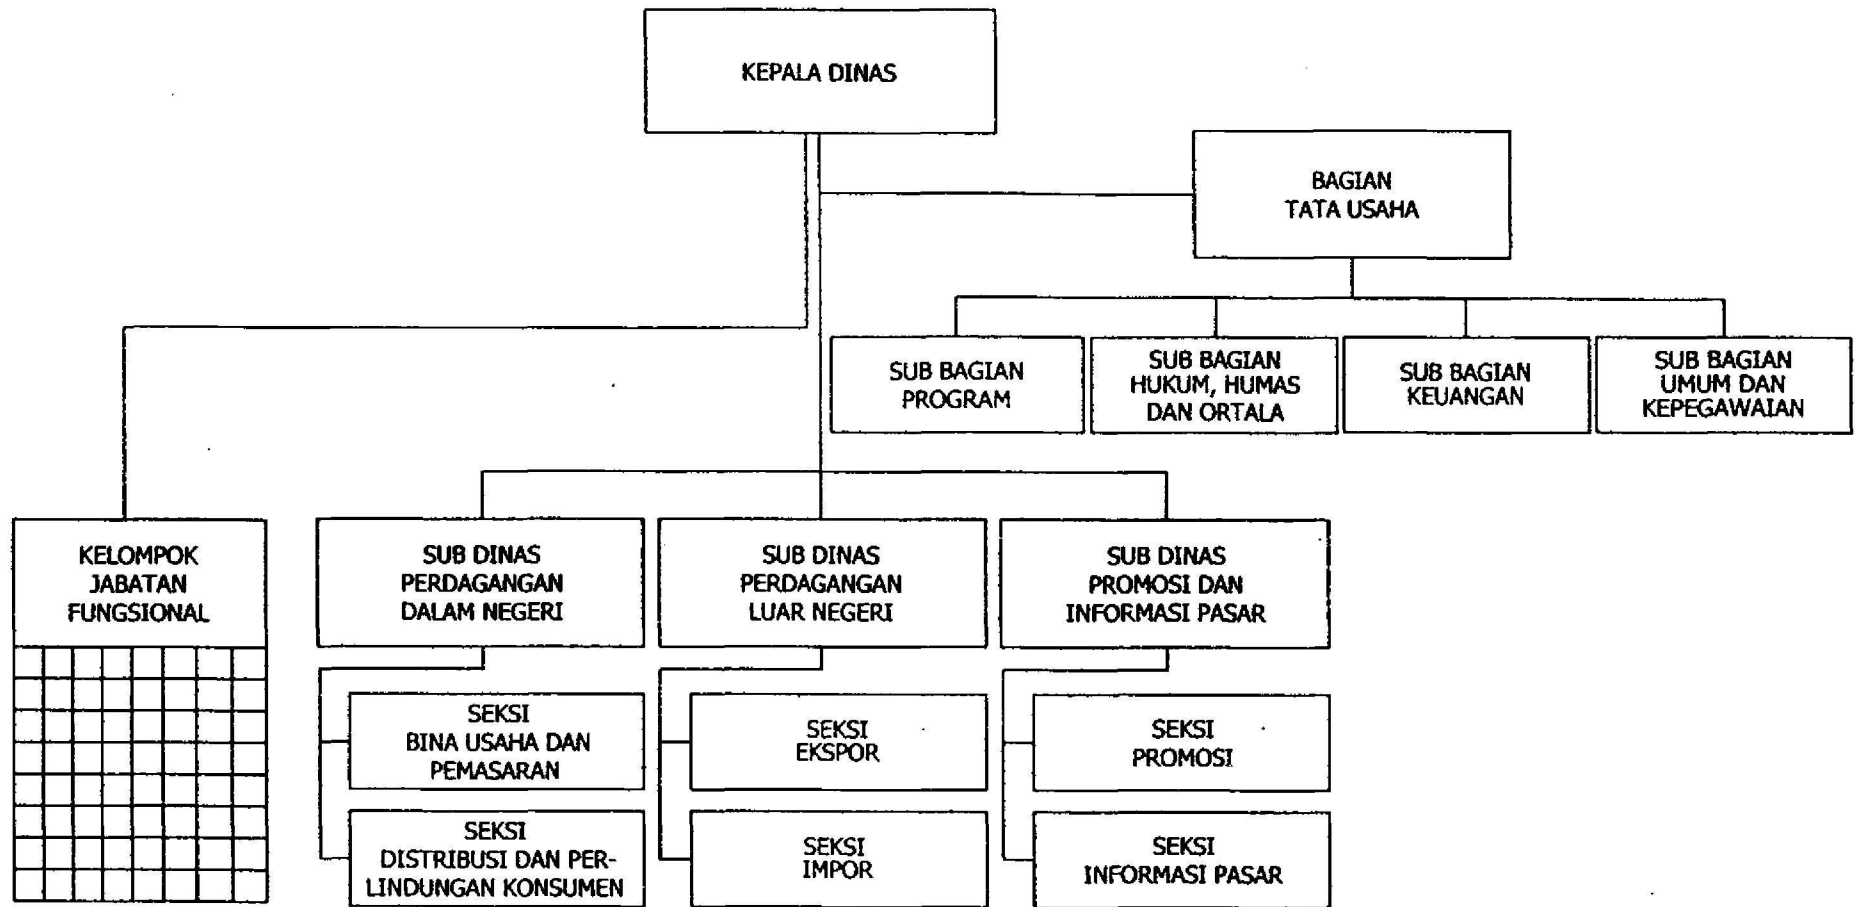 KEPALA DINAS
BAGIAN
TATA USAHA
SUB BAGIAN
PROGRAM
SUB BAGIAN
HUKUM, HUMAS
DAN ORTALA
SUB BAGIAN
KEUANGAN
SUB BAGIAN
UMUM DAN
KEPEGAWAIAN
KELOMPOK
JABATAN
FUNGSIONAL
SUB DINAS
PERDAGANGAN
DALAM NEGERI
SUB DINAS
PERDAGANGAN
LUAR NEGERI
SUB DINAS
PROMOSI DAN
INFORMASI PASAR
SEKSI
BINA USAHA DAN
PEMASARAN
SEKSI
EKSPOR
SEKSI
PROMOSI
SEKSI
DISTRIBUSI DAN PER-
LINDUNGAN KONSUMEN
SEKSI
IMPOR
SEKSI
INFORMASI PASAR